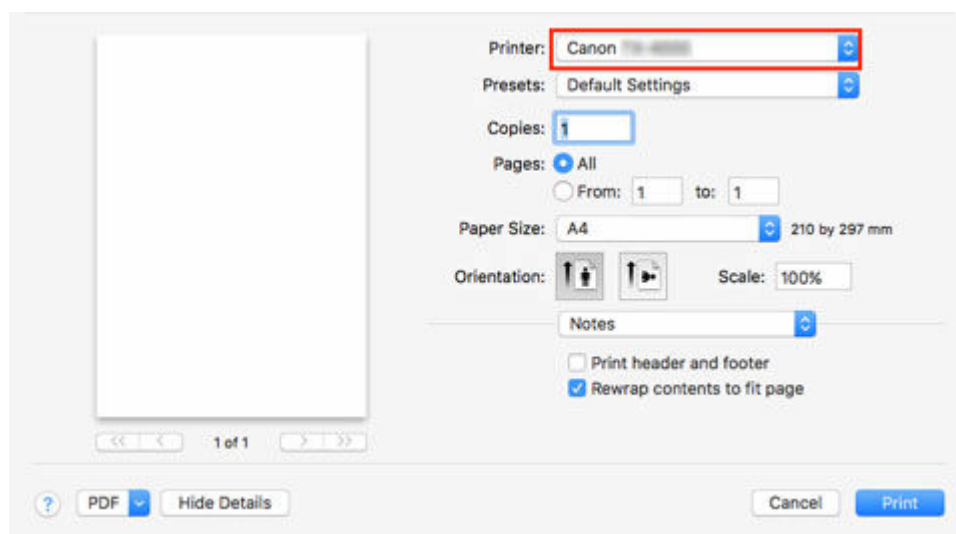 Printer: Canon
Presets: Default Settings
Copies: 1
Pages: All
From: 1 to: 1
Paper Size: A4 210 by 297 mm
Orientation: Scale: 100%
Notes
Print header and footer
Rewrap contents to fit page
<< < 1 of 1 > >>
? PDF Hide Details Cancel Print